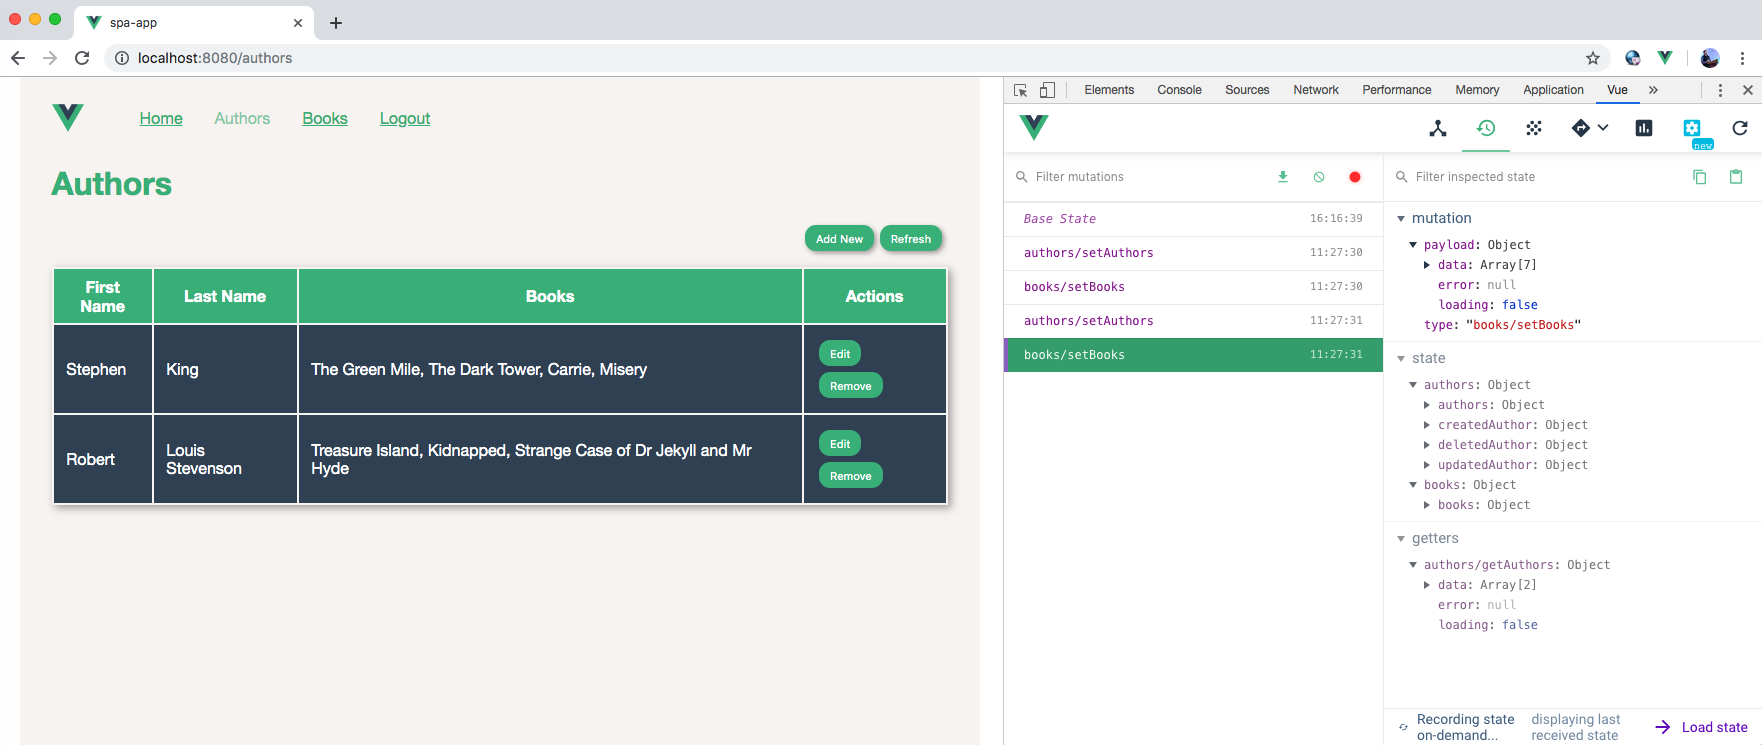 spa-app
localhost:8080/authors
Home Authors Books Logout
Authors
Add New Refresh
First Name Last Name Books Actions
Stephen King The Green Mile, The Dark Tower, Carrie, Misery Edit Remove
Robert Louis Stevenson Treasure Island, Kidnapped, Strange Case of Dr Jekyll and Mr Hyde Edit Remove
Elements Console Sources Network Performance Memory Application Vue »
new
Filter mutations
Base State 16:16:39
authors/setAuthors 11:27:30
books/setBooks 11:27:30
authors/setAuthors 11:27:31
books/setBooks 11:27:31
Filter inspected state
mutation
payload: Object
data: Array[7]
error: null
loading: false
type: "books/setBooks"
state
authors: Object
authors: Object
createdAuthor: Object
deletedAuthor: Object
updatedAuthor: Object
books: Object
books: Object
getters
authors/getAuthors: Object
data: Array[2]
error: null
loading: false
Recording state on-demand... displaying last received state Load state